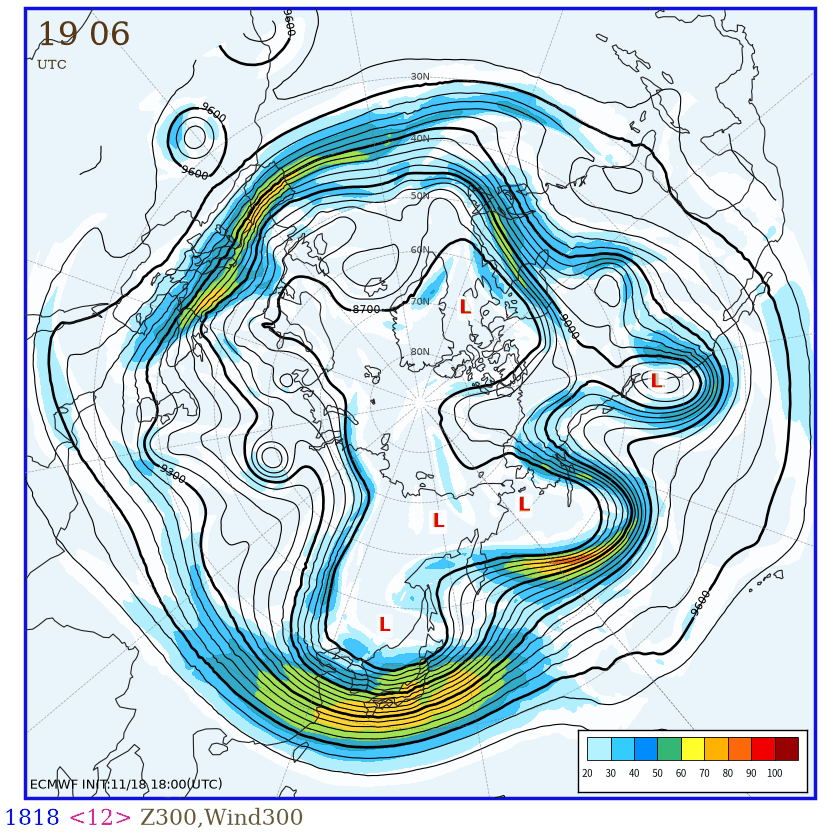 19 06
UTC
9600
30N
9600
40N
9600
50N
60N
70N
8700
L
9000
80N
L
9300
L
L
9600
L
20 30 40 50 60 70 80 90 100
ECMWF INIT:11/18 18:00(UTC)
1818 <12> Z300,Wind300